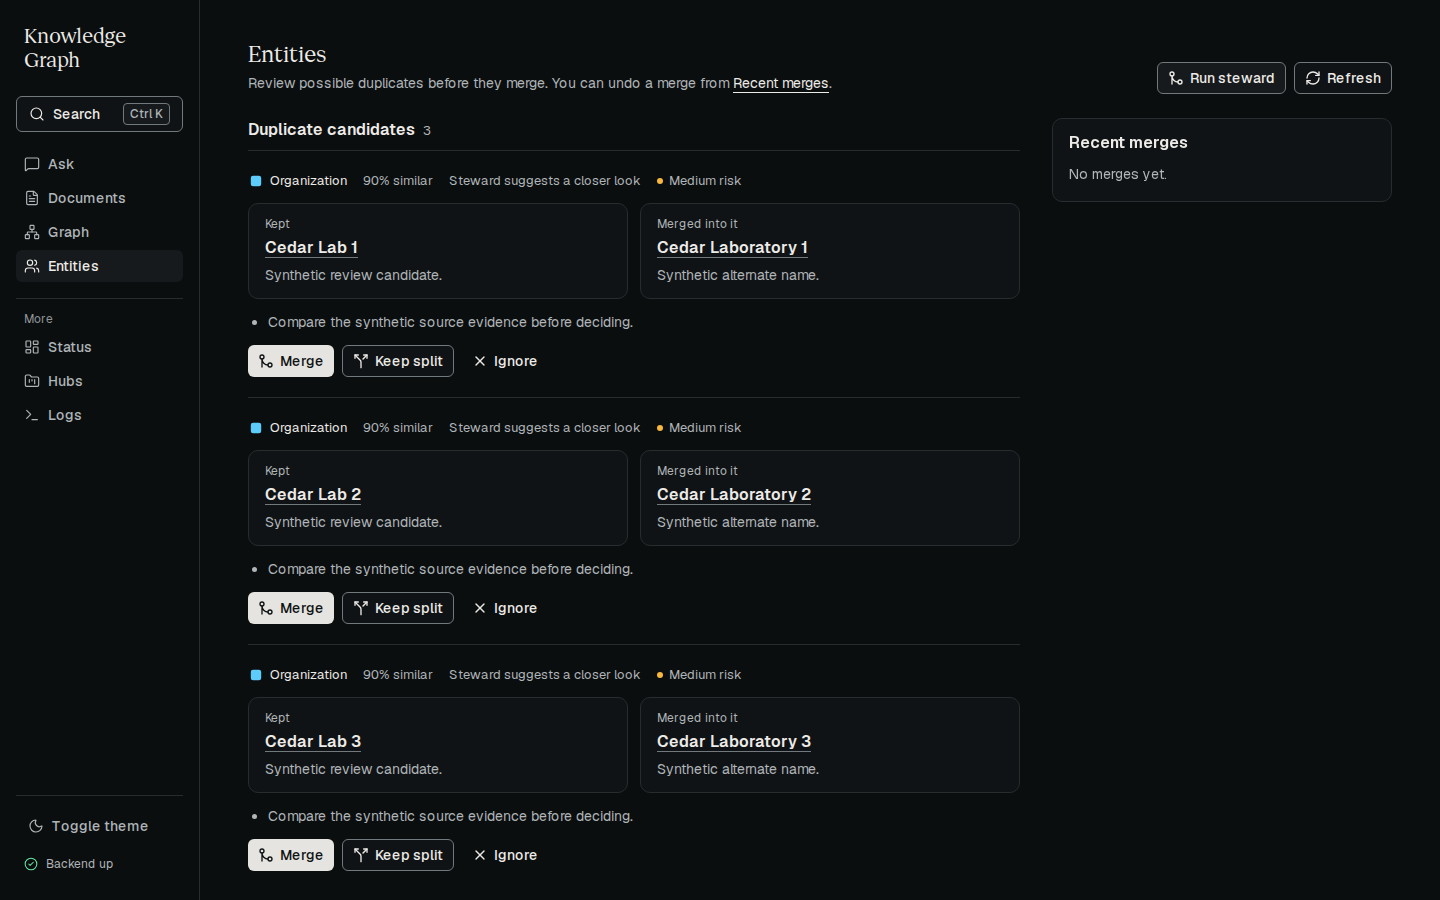 Knowledge
Graph
Search Ctrl K
Ask
Documents
Graph
Entities
More
Status
Hubs
Logs
Toggle theme
Backend up
Entities
Review possible duplicates before they merge. You can undo a merge from Recent merges.
Run steward
Refresh
Duplicate candidates 3
Organization 90% similar Steward suggests a closer look Medium risk
Kept
Cedar Lab 1
Synthetic review candidate.
Merged into it
Cedar Laboratory 1
Synthetic alternate name.
• Compare the synthetic source evidence before deciding.
Merge Keep split Ignore
Organization 90% similar Steward suggests a closer look Medium risk
Kept
Cedar Lab 2
Synthetic review candidate.
Merged into it
Cedar Laboratory 2
Synthetic alternate name.
• Compare the synthetic source evidence before deciding.
Merge Keep split Ignore
Organization 90% similar Steward suggests a closer look Medium risk
Kept
Cedar Lab 3
Synthetic review candidate.
Merged into it
Cedar Laboratory 3
Synthetic alternate name.
• Compare the synthetic source evidence before deciding.
Merge Keep split Ignore
Recent merges
No merges yet.